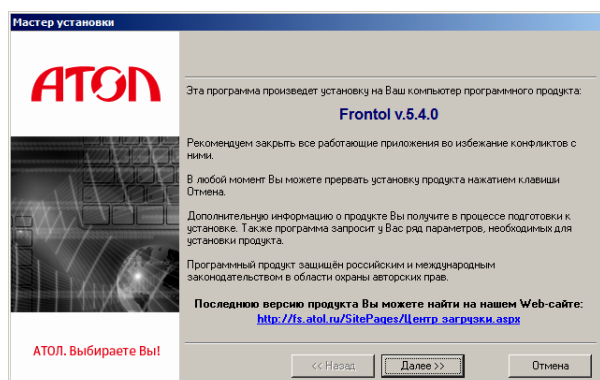 Мастер установки
АТОЛ
Эта программа произведет установку на Ваш компьютер программного продукта:
Frontol v.5.4.0
Рекомендуем закрыть все работающие приложения во избежание конфликтов с
ними.
В любой момент Вы можете прервать установку продукта нажатием клавиши
Отмена.
Дополнительную информацию о продукте Вы получите в процессе подготовки к
установке. Также программа запросит у Вас ряд параметров, необходимых для
установки продукта.
Программный продукт защищён российским и международным
законодательством в области охраны авторских прав.
Последнюю версию продукта Вы можете найти на нашем Web-сайте:
http://fs.atol.ru/SitePages/Центр загрузки.aspx
АТОЛ. Выбираете Вы!
<< Назад
Далее >>
Отмена